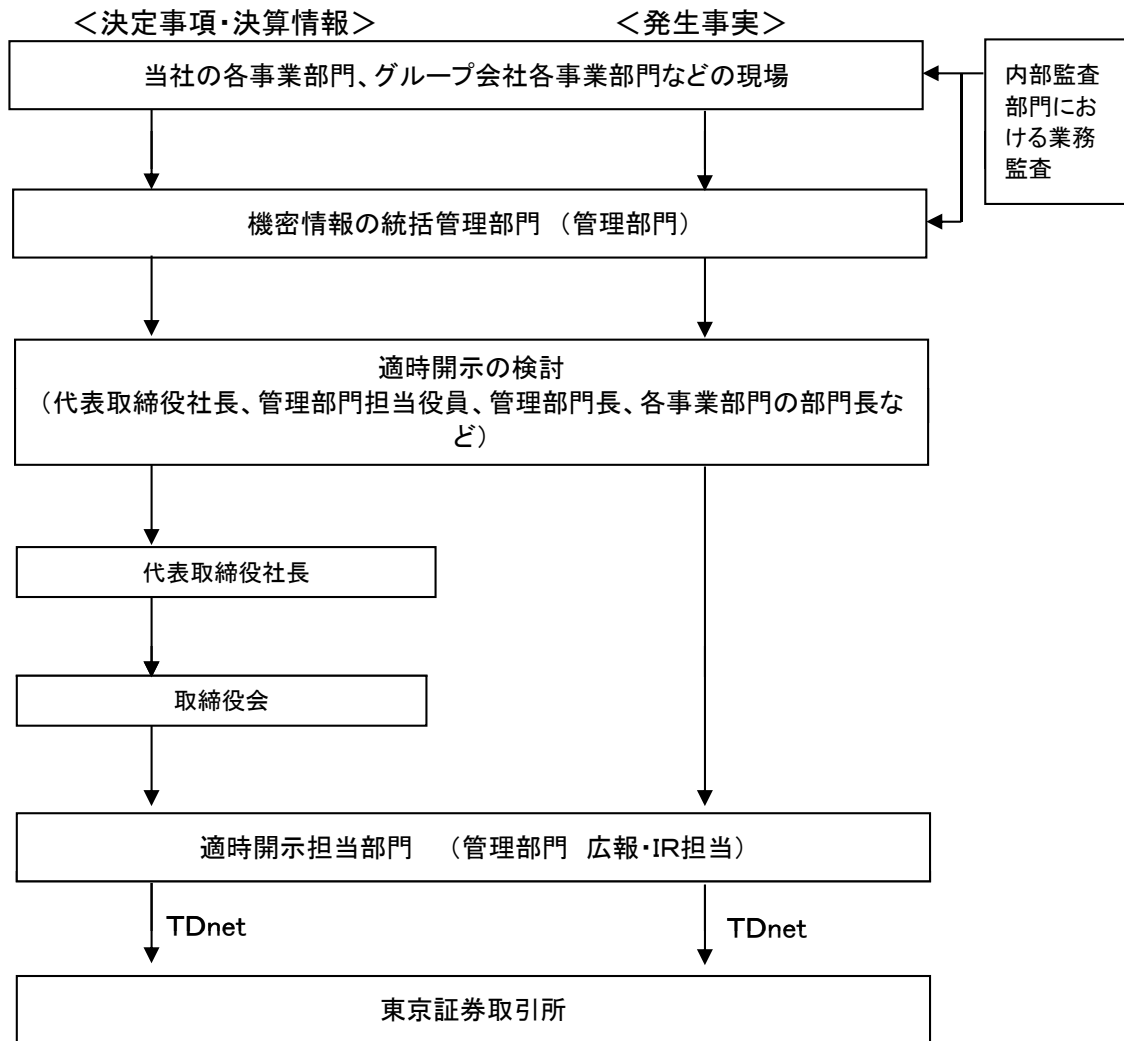 ＜決定事項・決算情報＞
＜発生事実＞
当社の各事業部門、グループ会社各事業部門などの現場
内部監査
部門にお
ける業務
監査
機密情報の統括管理部門　（管理部門）
適時開示の検討
（代表取締役社長、管理部門担当役員、管理部門長、各事業部門の部門長な
ど）
代表取締役社長
取締役会
適時開示担当部門　（管理部門　広報・IR担当）
TDnet
TDnet
東京証券取引所